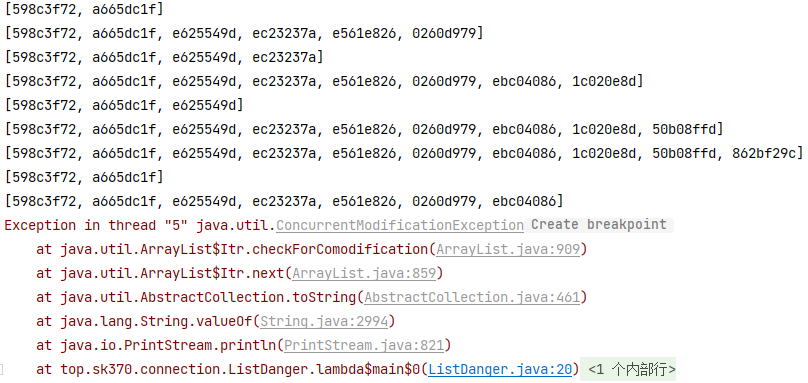 [598c3f72, a665dc1f]
[598c3f72, a665dc1f, e625549d, ec23237a, e561e826, 0260d979]
[598c3f72, a665dc1f, e625549d, ec23237a]
[598c3f72, a665dc1f, e625549d, ec23237a, e561e826, 0260d979, ebc04086, 1c020e8d]
[598c3f72, a665dc1f, e625549d]
[598c3f72, a665dc1f, e625549d, ec23237a, e561e826, 0260d979, ebc04086, 1c020e8d, 50b08ffd]
[598c3f72, a665dc1f, e625549d, ec23237a, e561e826, 0260d979, ebc04086, 1c020e8d, 50b08ffd, 862bf29c]
[598c3f72, a665dc1f]
[598c3f72, a665dc1f, e625549d, ec23237a, e561e826, 0260d979, ebc04086]
Exception in thread "5" java.util.ConcurrentModificationException Create breakpoint
at java.util.ArrayList$Itr.checkForComodification(ArrayList.java:909)
at java.util.ArrayList$Itr.next(ArrayList.java:859)
at java.util.AbstractCollection.toString(AbstractCollection.java:461)
at java.lang.String.valueOf(String.java:2994)
at java.io.PrintStream.println(PrintStream.java:821)
at top.sk370.connection.ListDanger.lambda$main$0(ListDanger.java:20) <1 个内部行>